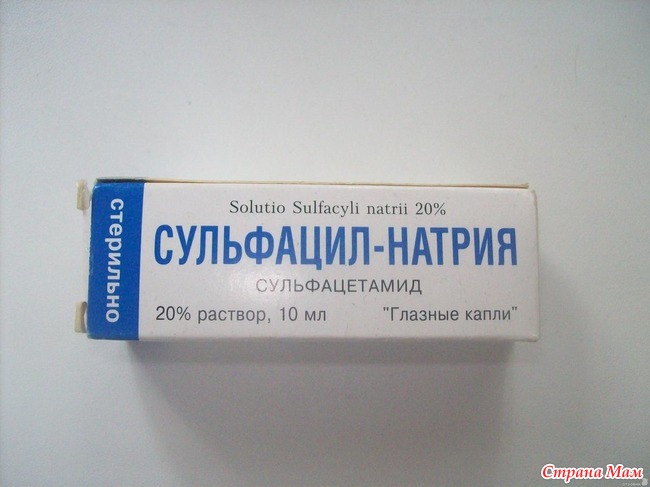 стерильно
Solutio Sulfacyli natrii 20%
СУЛЬФАЦИЛ-НАТРИЯ
СУЛЬФАЦЕТАМИД
20% раствор, 10 мл "Глазные капли"
Страна Мам